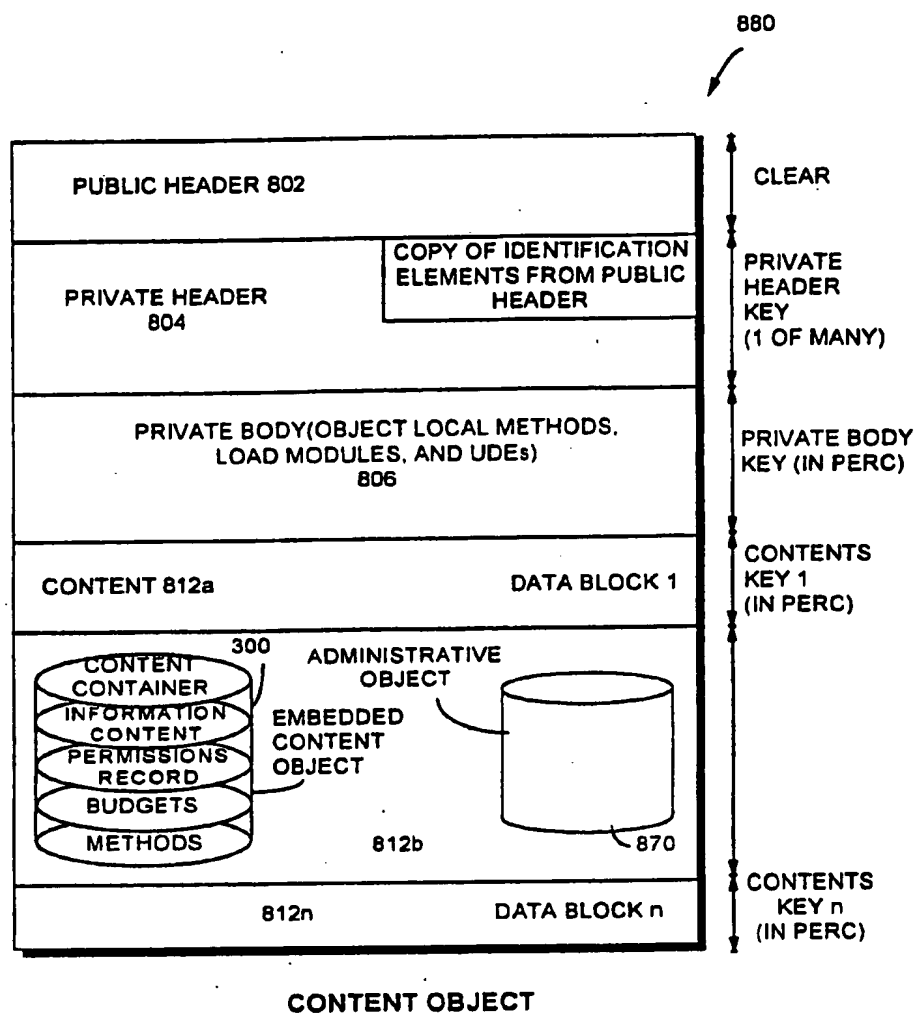 880
PUBLIC HEADER 802
CLEAR
COPY OF IDENTIFICATION
ELEMENTS FROM PUBLIC
HEADER
PRIVATE HEADER
804
PRIVATE
HEADER
KEY
(1 OF MANY)
PRIVATE BODY(OBJECT LOCAL METHODS,
LOAD MODULES, AND UDEs)
806
PRIVATE BODY
KEY (IN PERC)
CONTENT 812a
DATA BLOCK 1
CONTENTS
KEY 1
(IN PERC)
300
CONTENT
CONTAINER
INFORMATION
CONTENT
PERMISSIONS
RECORD
BUDGETS
METHODS
EMBEDDED
CONTENT
OBJECT
ADMINISTRATIVE
OBJECT
812b
870
812n
DATA BLOCK n
CONTENTS
KEY n
(IN PERC)
CONTENT OBJECT